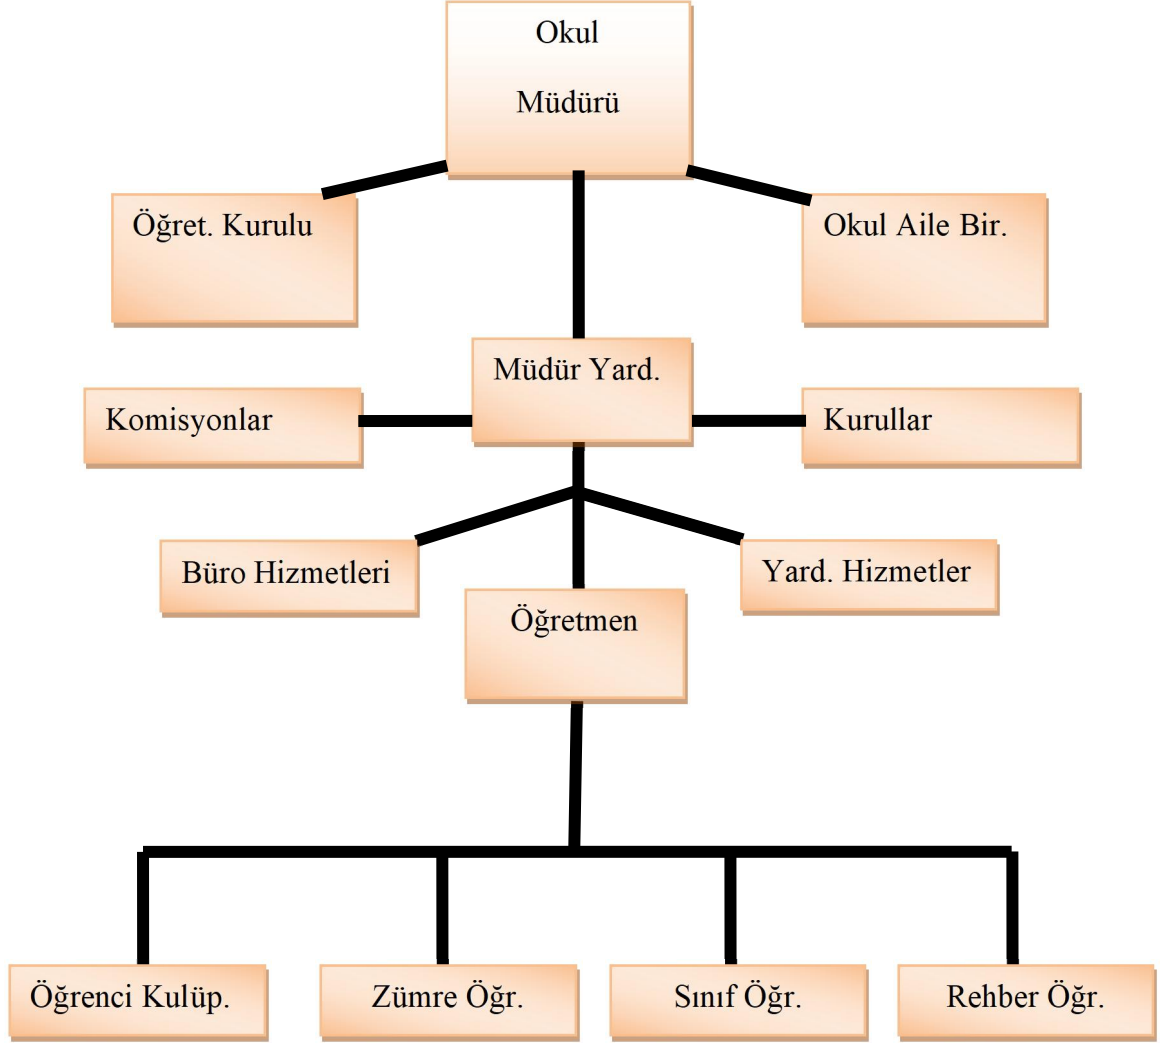 Okul
Müdürü
Öğret. Kurulu
Okul Aile Bir.
Müdür Yard.
Komisyonlar
Kurullar
Büro Hizmetleri
Yard. Hizmetler
Öğretmen
Öğrenci Kulüp.
Zümre Öğr.
Sınıf Öğr.
Rehber Öğr.